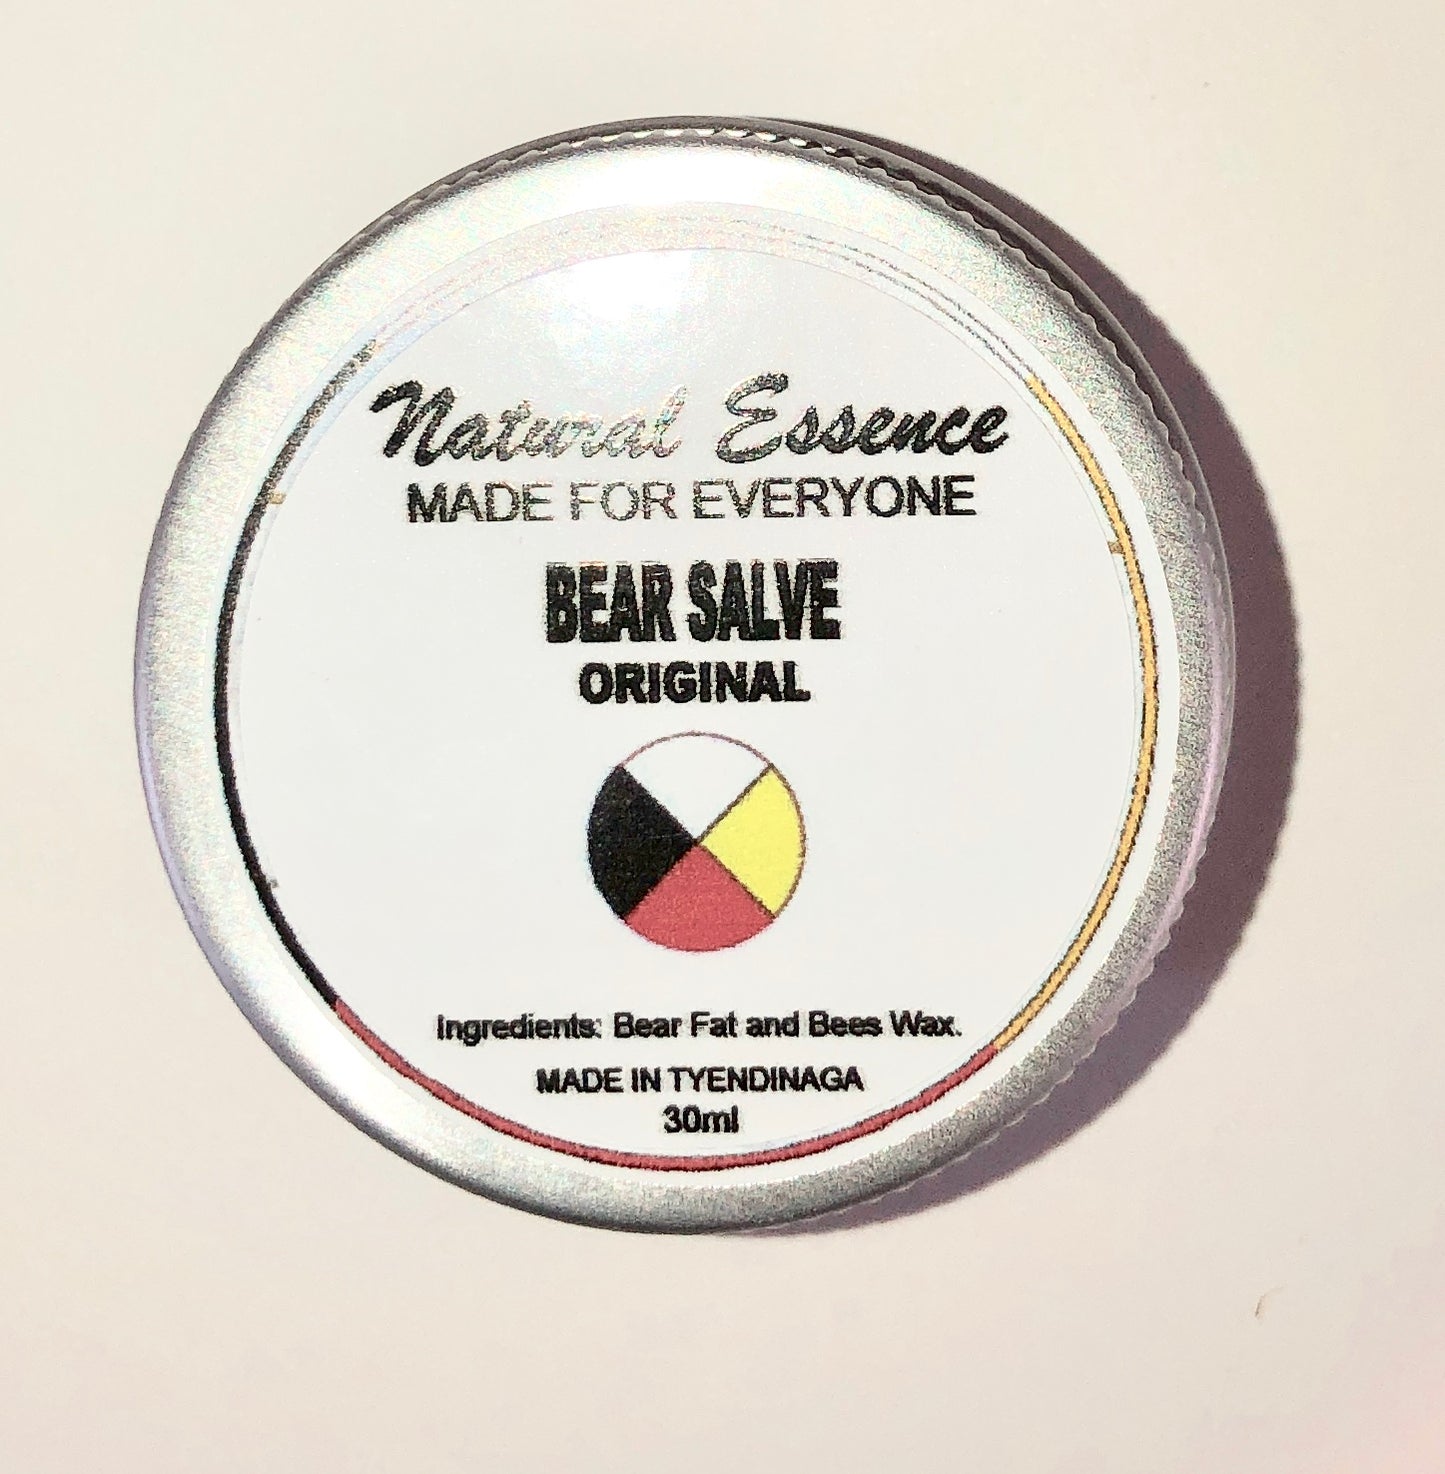 Natural Essence
MADE FOR EVERYONE
BEAR SALVE
ORIGINAL
Ingredients: Bear Fat and Bees Wax.
MADE IN TYENDINAGA
30ml